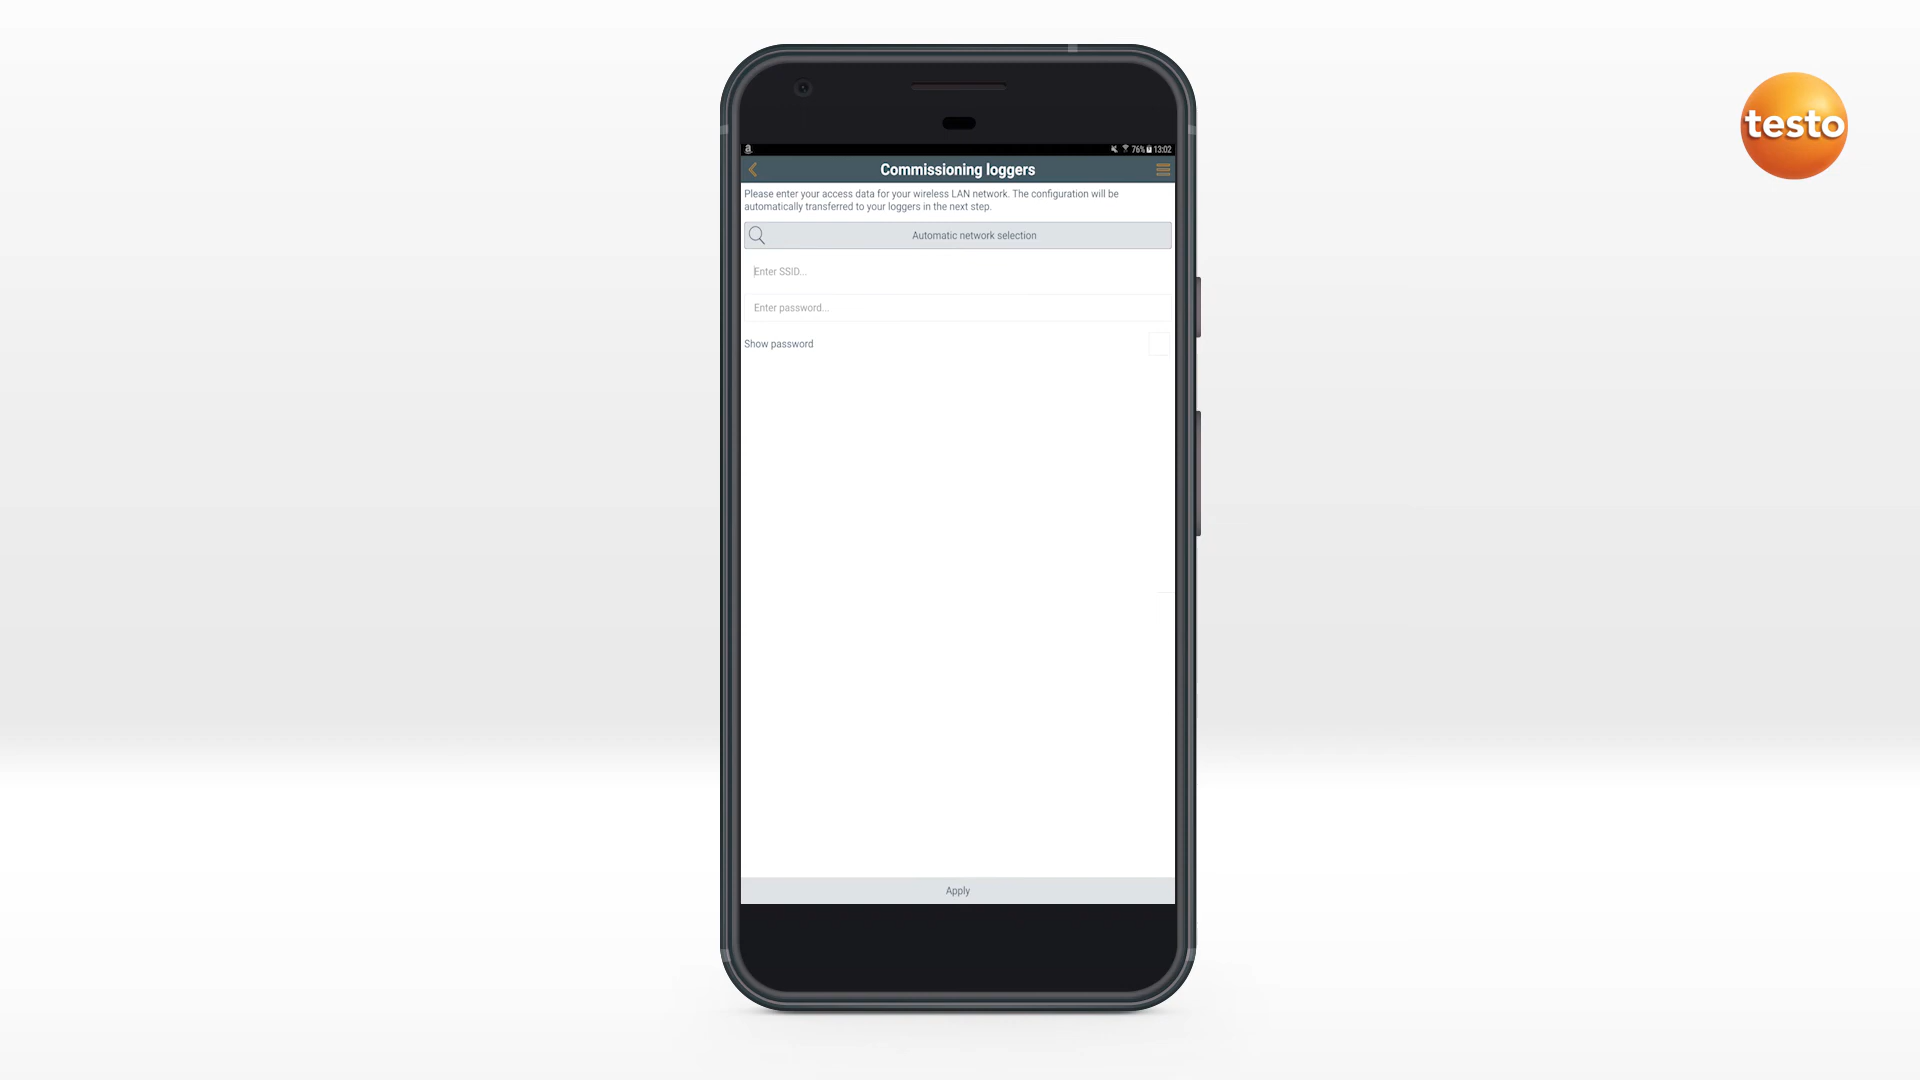 testo
a 76% 13:02
Commissioning loggers
Please enter your access data for your wireless LAN network. The configuration will be
automatically transferred to your loggers in the next step.
Automatic network selection
Enter SSID...
Enter password...
Show password
Apply